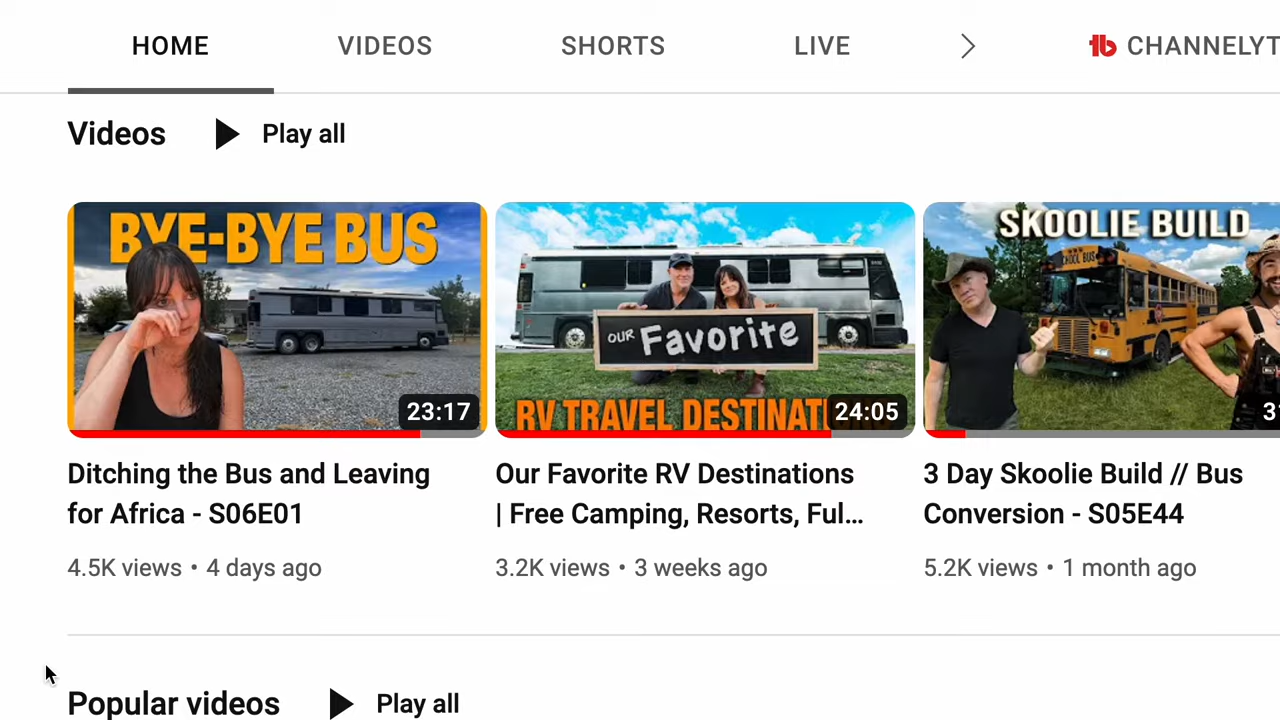 HOME VIDEOS SHORTS LIVE CHANNELYT
Videos Play all
BYE-BYE BUS
23:17
OUR Favorite
RV TRAVEL DESTINATI
24:05
SKOOLIE BUILD
SCHOOL BUS
Ditching the Bus and Leaving
for Africa - S06E01
4.5K views • 4 days ago
Our Favorite RV Destinations
| Free Camping, Resorts, Ful...
3.2K views • 3 weeks ago
3 Day Skoolie Build // Bus
Conversion - S05E44
5.2K views • 1 month ago
Popular videos Play all